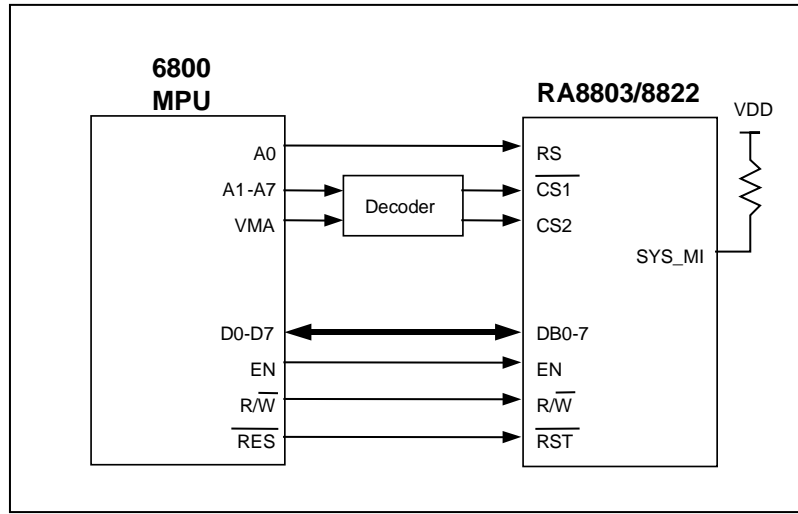 6800
MPU
RA8803/8822
VDD
A0
RS
A1-A7
Decoder
CS1
VMA
CS2
SYS_MI
D0-D7
DB0-7
EN
EN
R/W
R/W
RES
RST